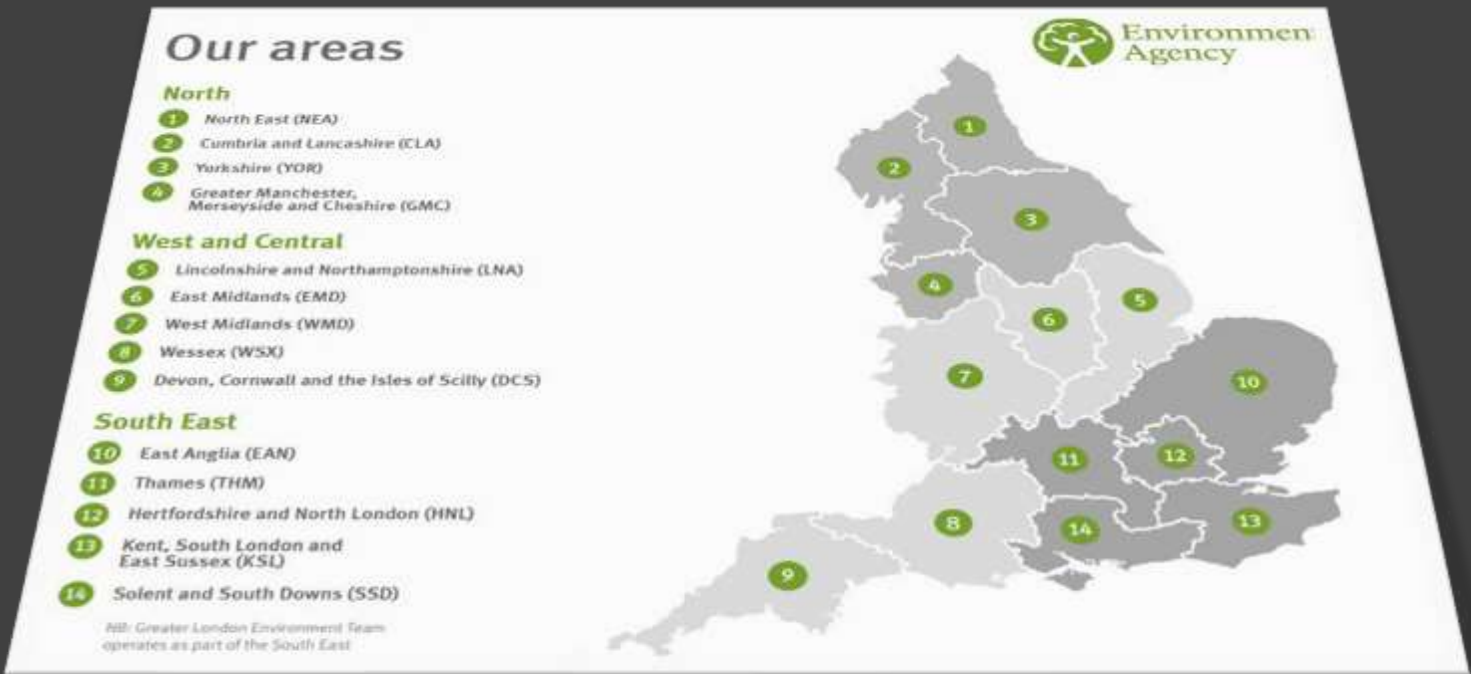 Our areas
Environmen
Agency
North
1 North East (NEA)
2 Cumbria and Lancashire (CLA)
3 Yorkshire (YOR)
4 Greater Manchester,
Merseyside and Cheshire (GMC)
West and Central
5 Lincolnshire and Northamptonshire (LNA)
6 East Midlands (EMD)
7 West Midlands (WMD)
8 Wessex (WSX)
9 Devon, Cornwall and the Isles of Scilly (DCS)
South East
10 East Anglia (EAN)
11 Thames (THM)
12 Hertfordshire and North London (HNL)
13 Kent, South London and
East Sussex (KSL)
14 Solent and South Downs (SSD)
NB: Greater London Environment Team
operates as part of the South East
1
2
3
4
5
6
7
10
11
12
8
13
14
9